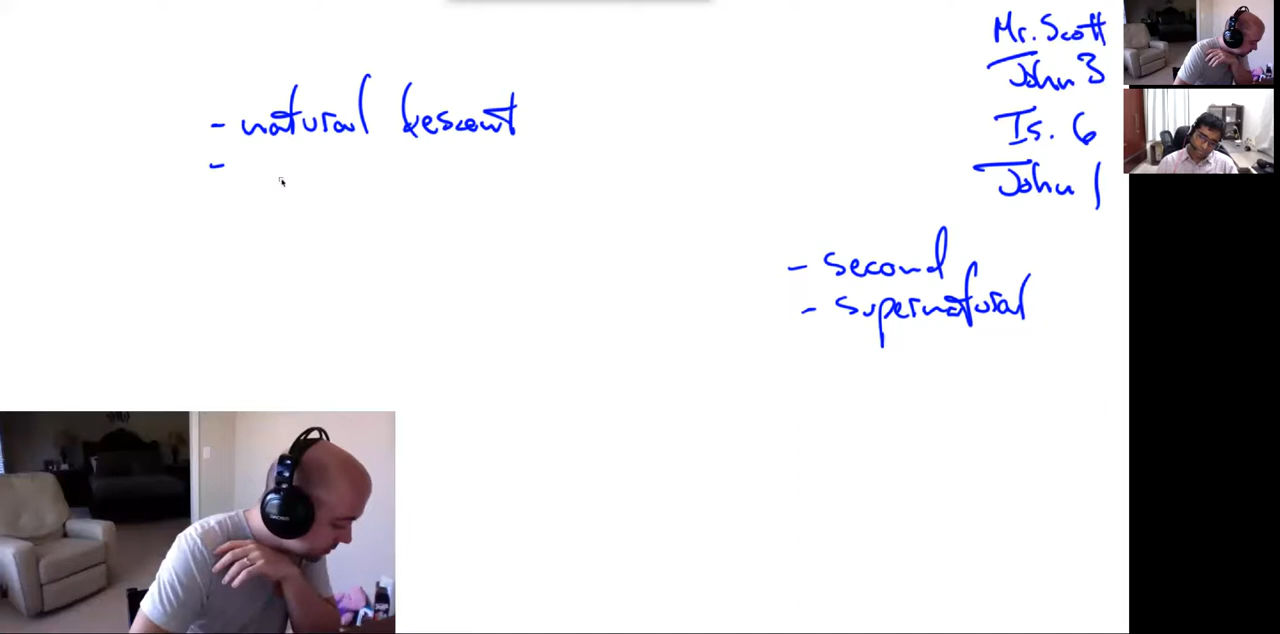 Mr. Scott
John 3
Is. 6
John 1
- natural descent
-
- second
- supernatural